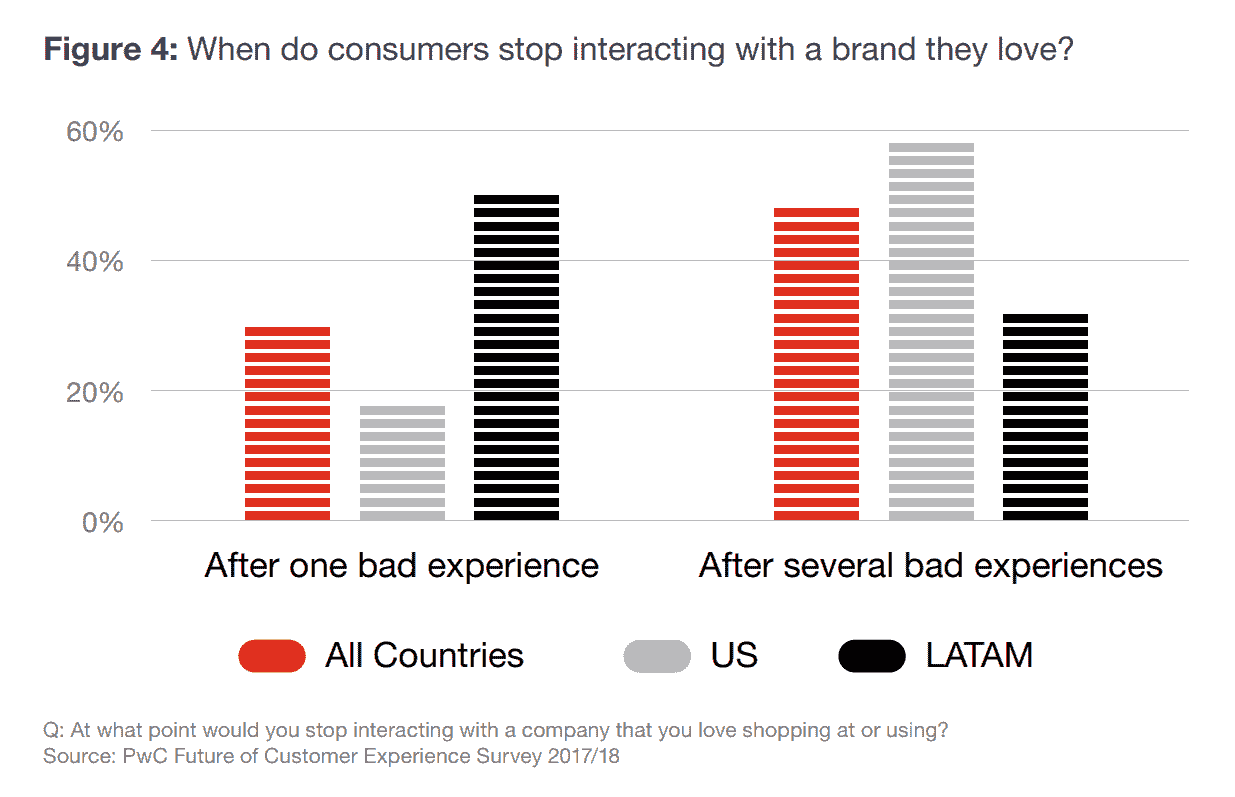 Figure 4: When do consumers stop interacting with a brand they love?
60%
40%
20%
0%
After one bad experience
After several bad experiences
All Countries
US
LATAM
Q: At what point would you stop interacting with a company that you love shopping at or using?
Source: PwC Future of Customer Experience Survey 2017/18